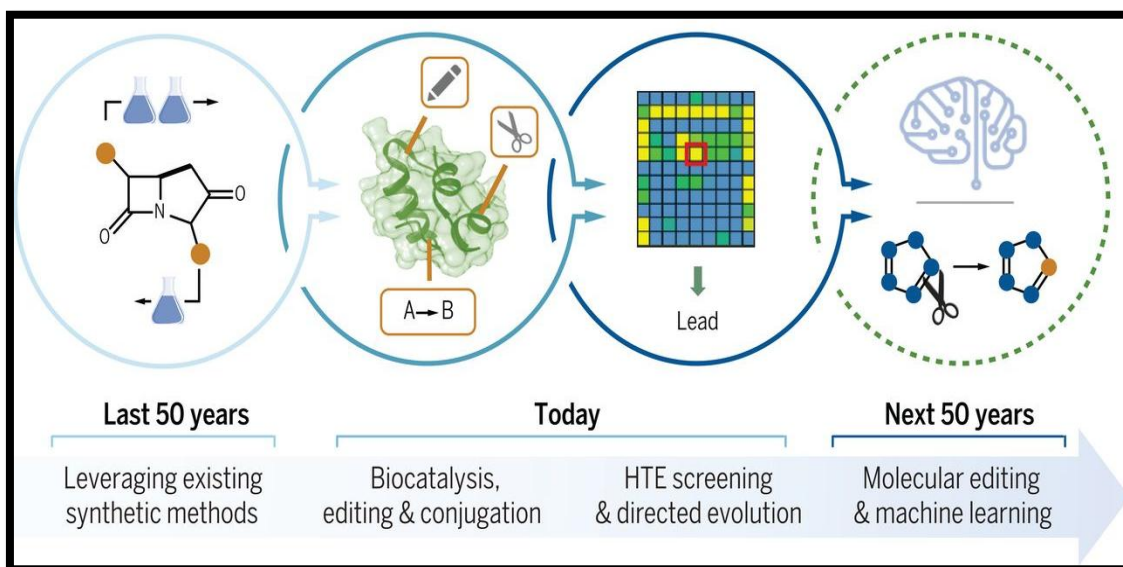 O
N
O
A→B
Lead
Last 50 years
Today
Next 50 years
Leveraging existing
synthetic methods
Biocatalysis,
editing & conjugation
HTE screening
& directed evolution
Molecular editing
& machine learning